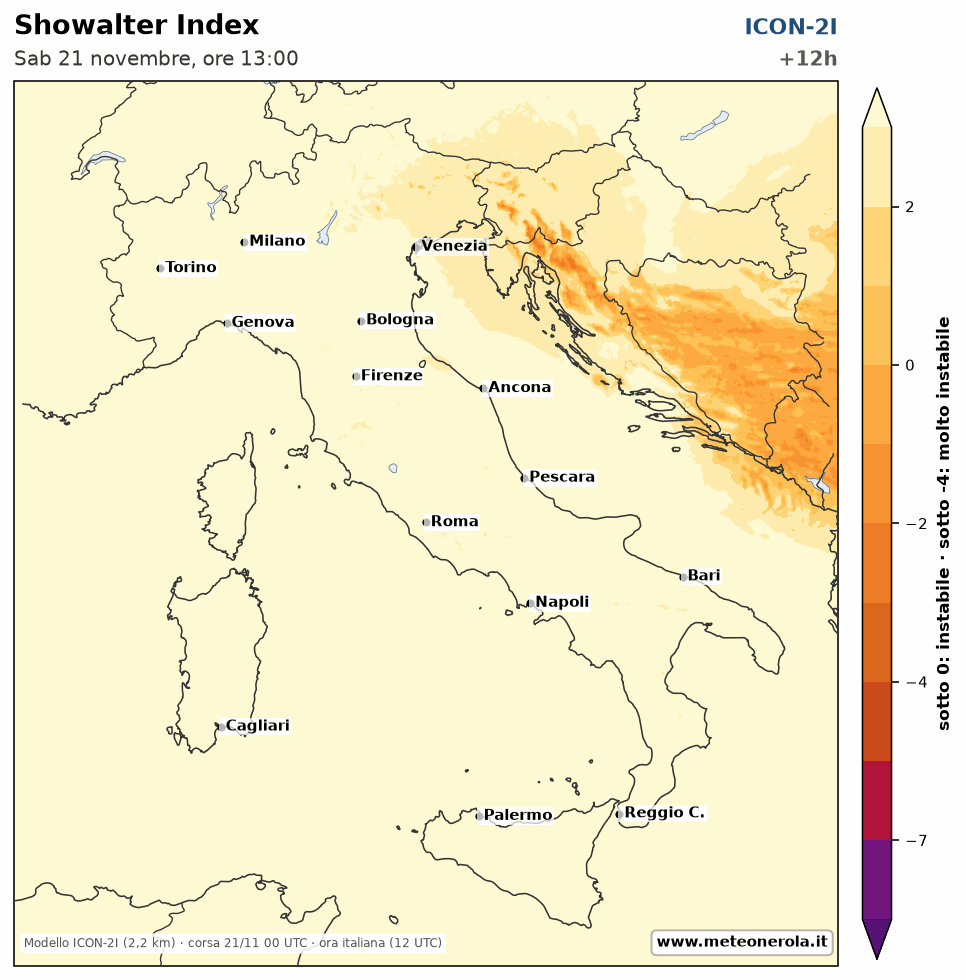 Showalter Index
ICON-2I
Sab 21 novembre, ore 13:00
+12h
Milano
Venezia
Torino
Genova
Bologna
Firenze
Ancona
Pescara
Roma
Bari
Napoli
Cagliari
Palermo
Reggio C.
2
0
−2
−4
−7
sotto 0: instabile · sotto -4: molto instabile
Modello ICON-2I (2,2 km) · corsa 21/11 00 UTC · ora italiana (12 UTC)
www.meteonerola.it